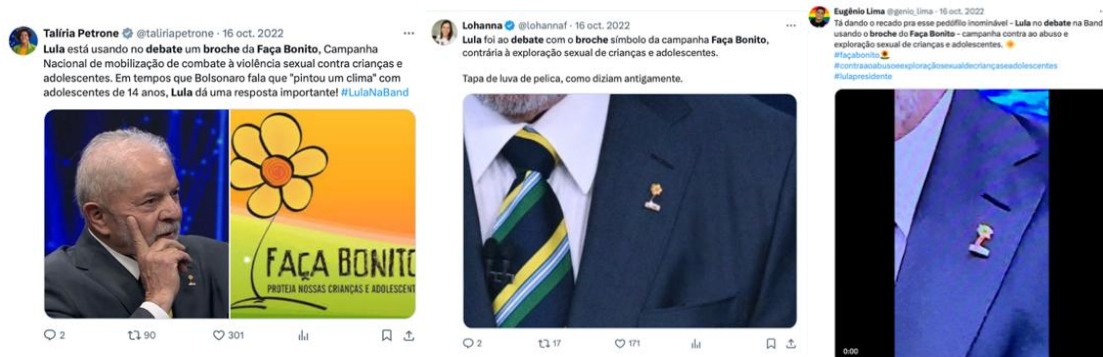 Talíria Petrone @taliriapetrone · 16 oct. 2022
Lula está usando no debate um broche da Faça Bonito, Campanha
Nacional de mobilização de combate à violência sexual contra crianças e
adolescentes. Em tempos que Bolsonaro fala que "pintou um clima" com
adolescentes de 14 anos, Lula dá uma resposta importante! #LulaNaBand
FAÇA BONITO
PROTEJA NOSSAS CRIANÇAS E ADOLESCENT
2 90 301
Lohanna @lohannaf · 16 oct. 2022
Lula foi ao debate com o broche símbolo da campanha Faça Bonito,
contrária à exploração sexual de crianças e adolescentes.
Tapa de luva de pelica, como diziam antigamente.
2 17 171
Eugênio Lima @genio_lima · 16 oct. 2022
Tá dando o recado pra esse pedófilo inominável - Lula no debate na Band
usando o broche do Faça Bonito - campanha contra ao abuso e
exploração sexual de crianças e adolescentes.
#façabonito
#contraaoabusoeexploraçãosexualdecriançaseadolescentes
#lulapresidente
0:00